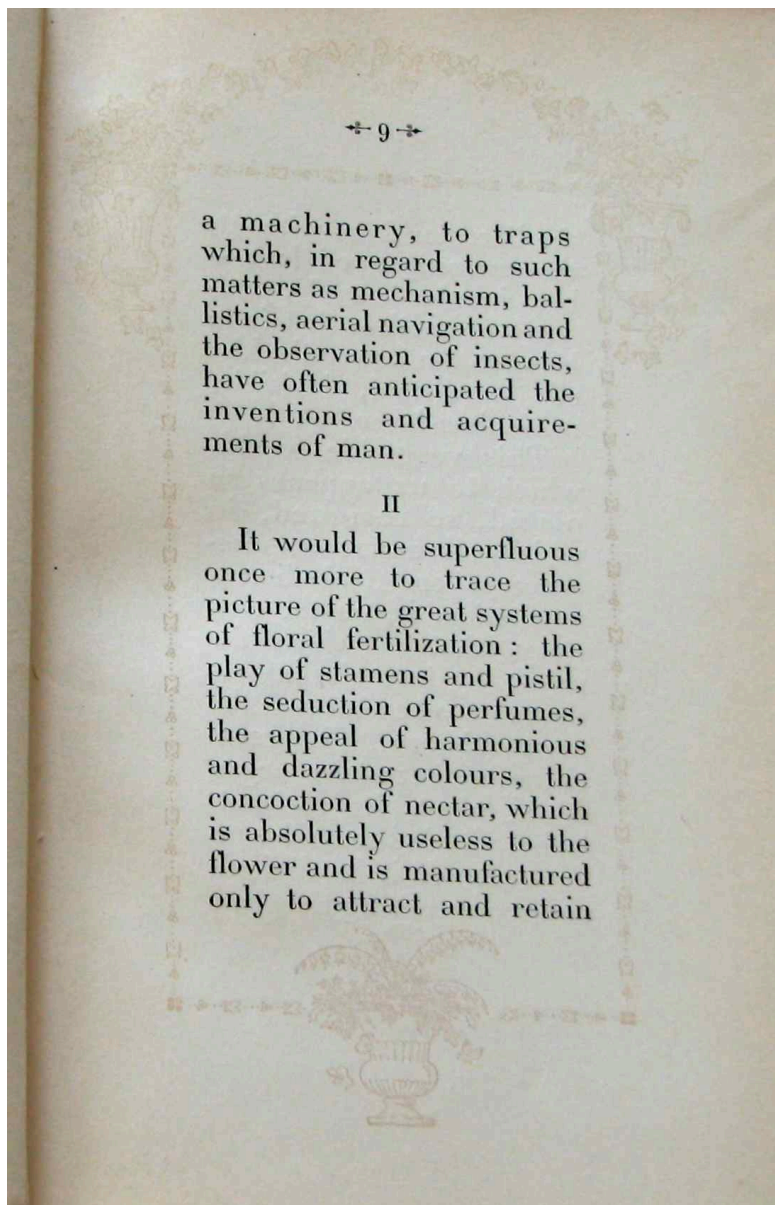 9
a machinery, to traps
which, in regard to such
matters as mechanism, bal-
listics, aerial navigation and
the observation of insects,
have often anticipated the
inventions and acquire-
ments of man.
II
It would be superfluous
once more to trace the
picture of the great systems
of floral fertilization : the
play of stamens and pistil,
the seduction of perfumes,
the appeal of harmonious
and dazzling colours, the
concoction of nectar, which
is absolutely useless to the
flower and is manufactured
only to attract and retain